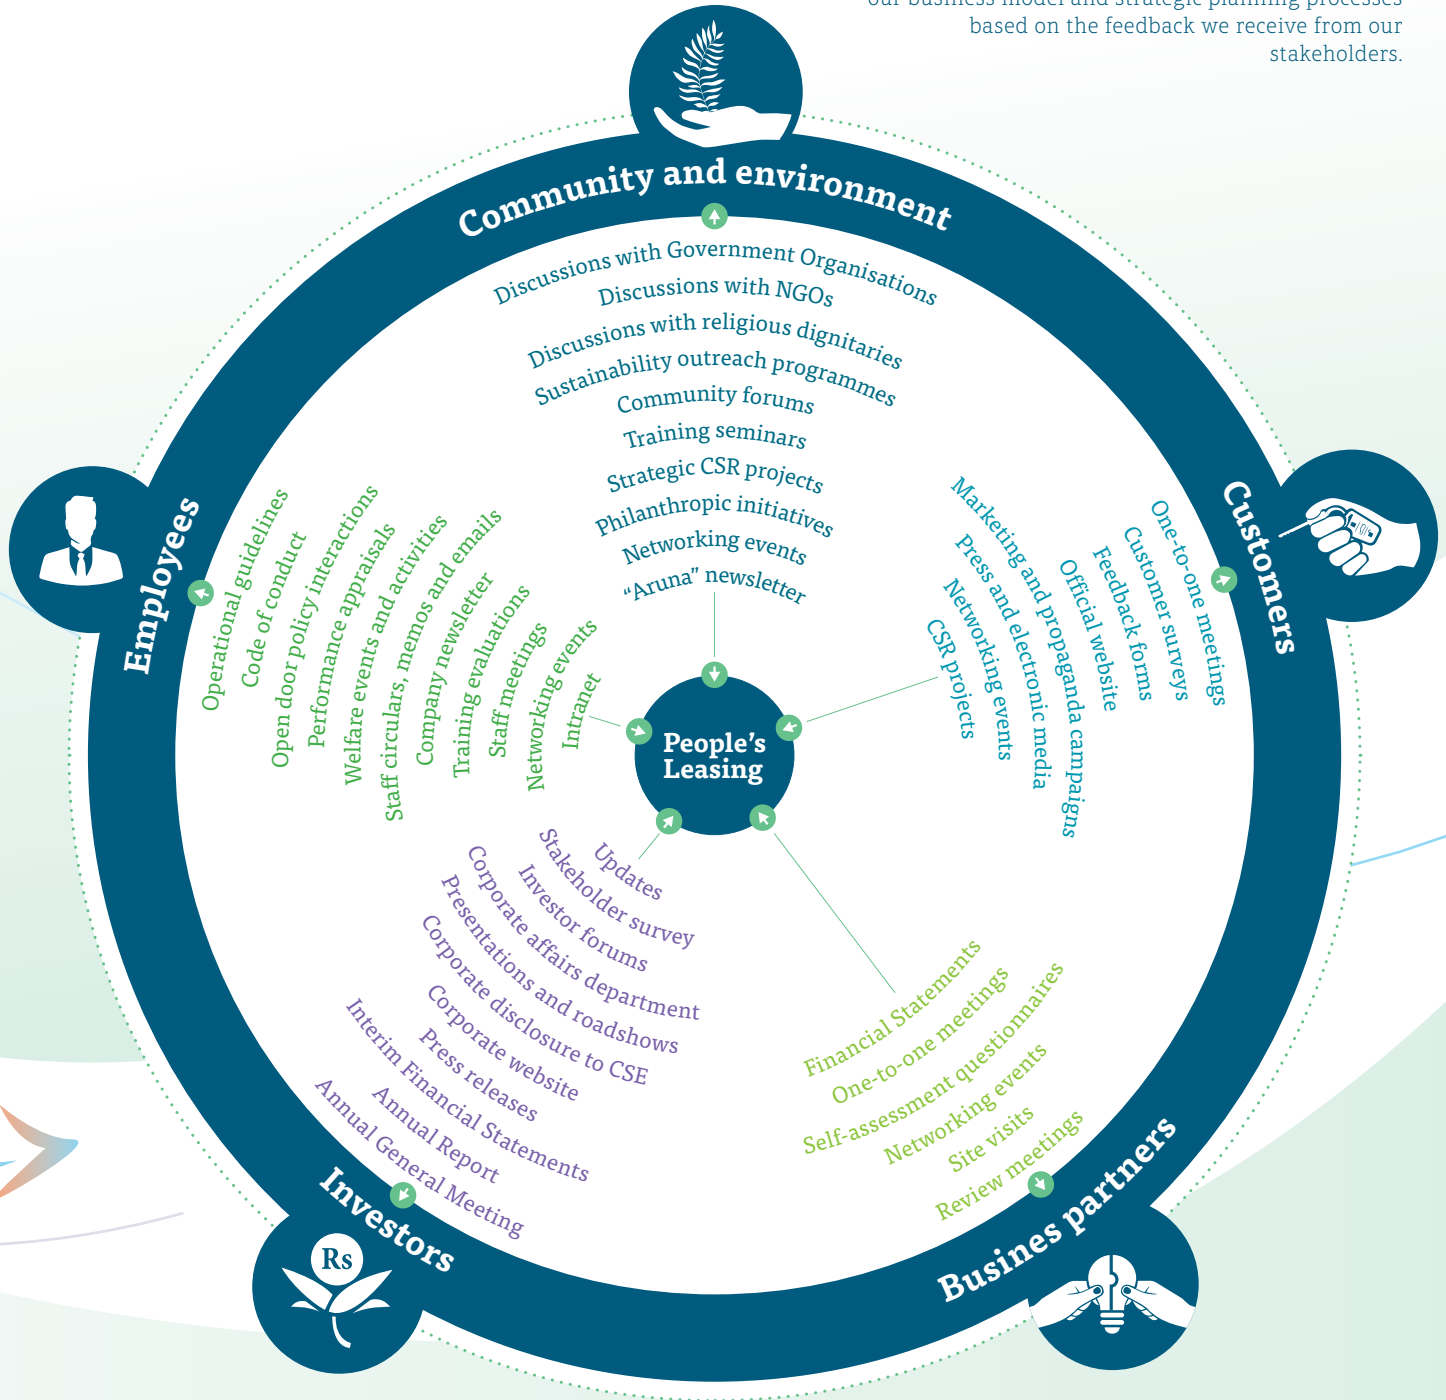 our business model and strategic planning processes
based on the feedback we receive from our
stakeholders.
Community and environment
Discussions with Government Organisations
Discussions with NGOs
Discussions with religious dignitaries
Sustainability outreach programmes
Community forums
Training seminars
Strategic CSR projects
Philanthropic initiatives
Networking events
“Aruna” newsletter
Customers
One-to-one meetings
Customer surveys
Feedback forms
Official website
Marketing and propaganda campaigns
Press and electronic media
Networking events
CSR projects
Employees
Operational guidelines
Code of conduct
Open door policy interactions
Performance appraisals
Welfare events and activities
Staff circulars, memos and emails
Company newsletter
Training evaluations
Staff meetings
Networking events
Intranet
People’s
Leasing
Updates
Stakeholder survey
Investor forums
Corporate affairs department
Presentations and roadshows
Corporate disclosure to CSE
Corporate website
Press releases
Interim Financial Statements
Annual Report
Annual General Meeting
Investors
Rs
Financial Statements
One-to-one meetings
Self-assessment questionnaires
Networking events
Site visits
Review meetings
Busines partners